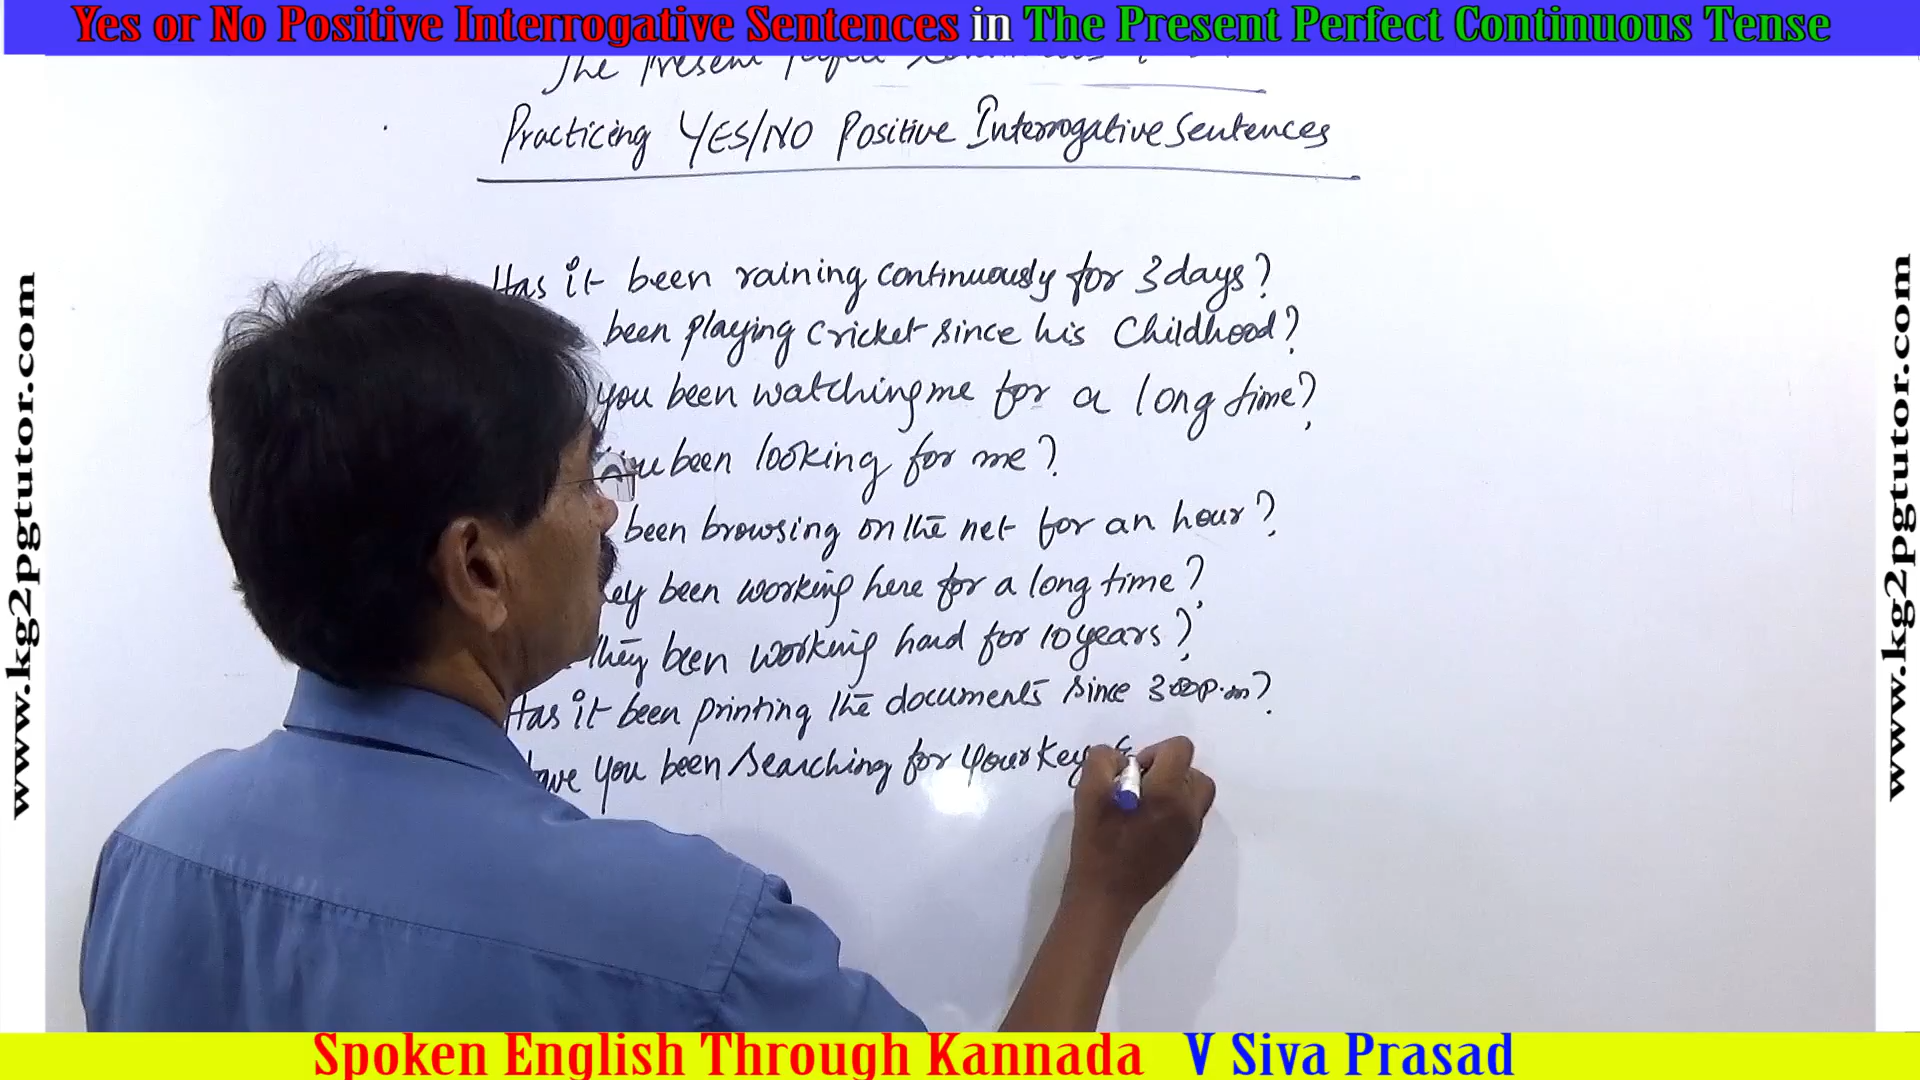 Yes or No Positive Interrogative Sentences in The Present Perfect Continuous Tense
The Present
Practicing YES/NO Positive Interrogative Sentences
Has it been raining continuously for 3 days?
been playing cricket since his childhood?
you been watching me for a long time?
been looking for me?
been browsing on the net for an hour?
been working here for a long time?
they been working hard for 10 years?
Has it been printing the documents since 3:00 p.m?
you been searching for your key
www.kg2pgtutor.com
www.kg2pgtutor.com
Spoken English Through Kannada V Siva Prasad